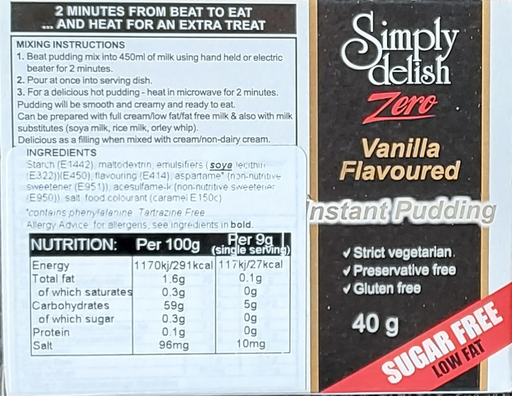 2 MINUTES FROM BEAT TO EAT
... AND HEAT FOR AN EXTRA TREAT
MIXING INSTRUCTIONS
1. Beat pudding mix into 450ml of milk using hand held or electric
beater for 2 minutes.
2. Pour at once into serving dish.
3. For a delicious hot pudding - heat in microwave for 2 minutes.
Pudding will be smooth and creamy and ready to eat.
Can be prepared with full cream/low fat/fat free milk & also with milk
substitutes (soya milk, rice milk, orley whip).
Delicious as a filling when mixed with cream/non-dairy cream.
INGREDIENTS
Starch (E1442), maltodextrin, emulsifiers (soya lecithin
(E322))(E450), flavouring (E414), aspartame* (non-nutritive
sweetener (E951)), acesulfame-k (non-nutritive sweetener
(E950)), salt, food colourant (caramel E150c)
*contains phenylalanine Tartrazine Free
Allergy Advice: for allergens, see ingredients in bold.
NUTRITION: Per 100g Per 9g
(single serving)
Energy 1170kj/291kcal 117kj/27kcal
Total fat 1.6g 0.1g
of which saturates 0.3g 0g
Carbohydrates 59g 5g
of which sugar 0.3g 0g
Protein 0.1g 0g
Salt 96mg 10mg
Simply
delish
Zero
Vanilla
Flavoured
Instant Pudding
✓ Strict vegetarian
✓ Preservative free
✓ Gluten free
40 g
SUGAR FREE
LOW FAT